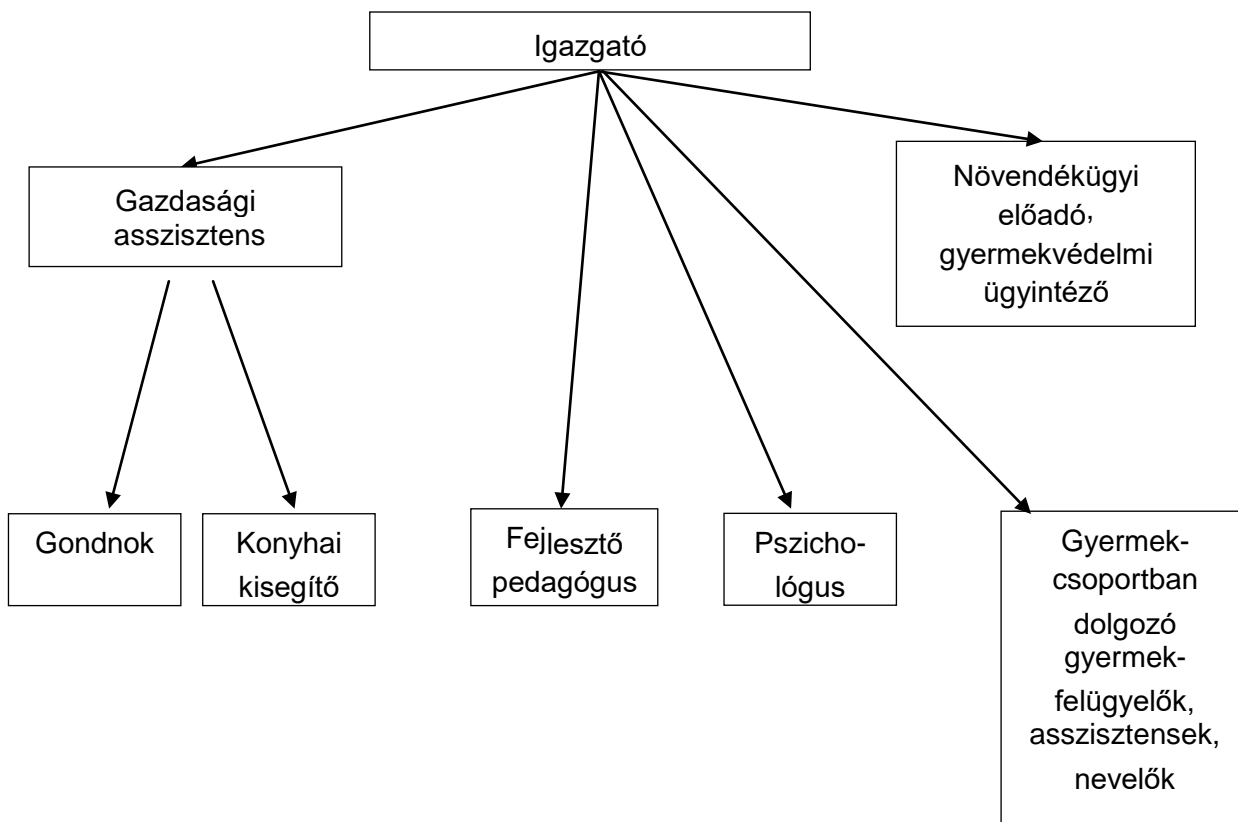 Igazgató
Gazdasági
asszisztens
Növendékügyi
előadó,
gyermekvédelmi
ügyintéző
Gondnok
Konyhai
kisegítő
Fejlesztő
pedagógus
Pszicho-
lógus
Gyermek-
csoportban
dolgozó
gyermek-
felügyelők,
asszisztensek,
nevelők